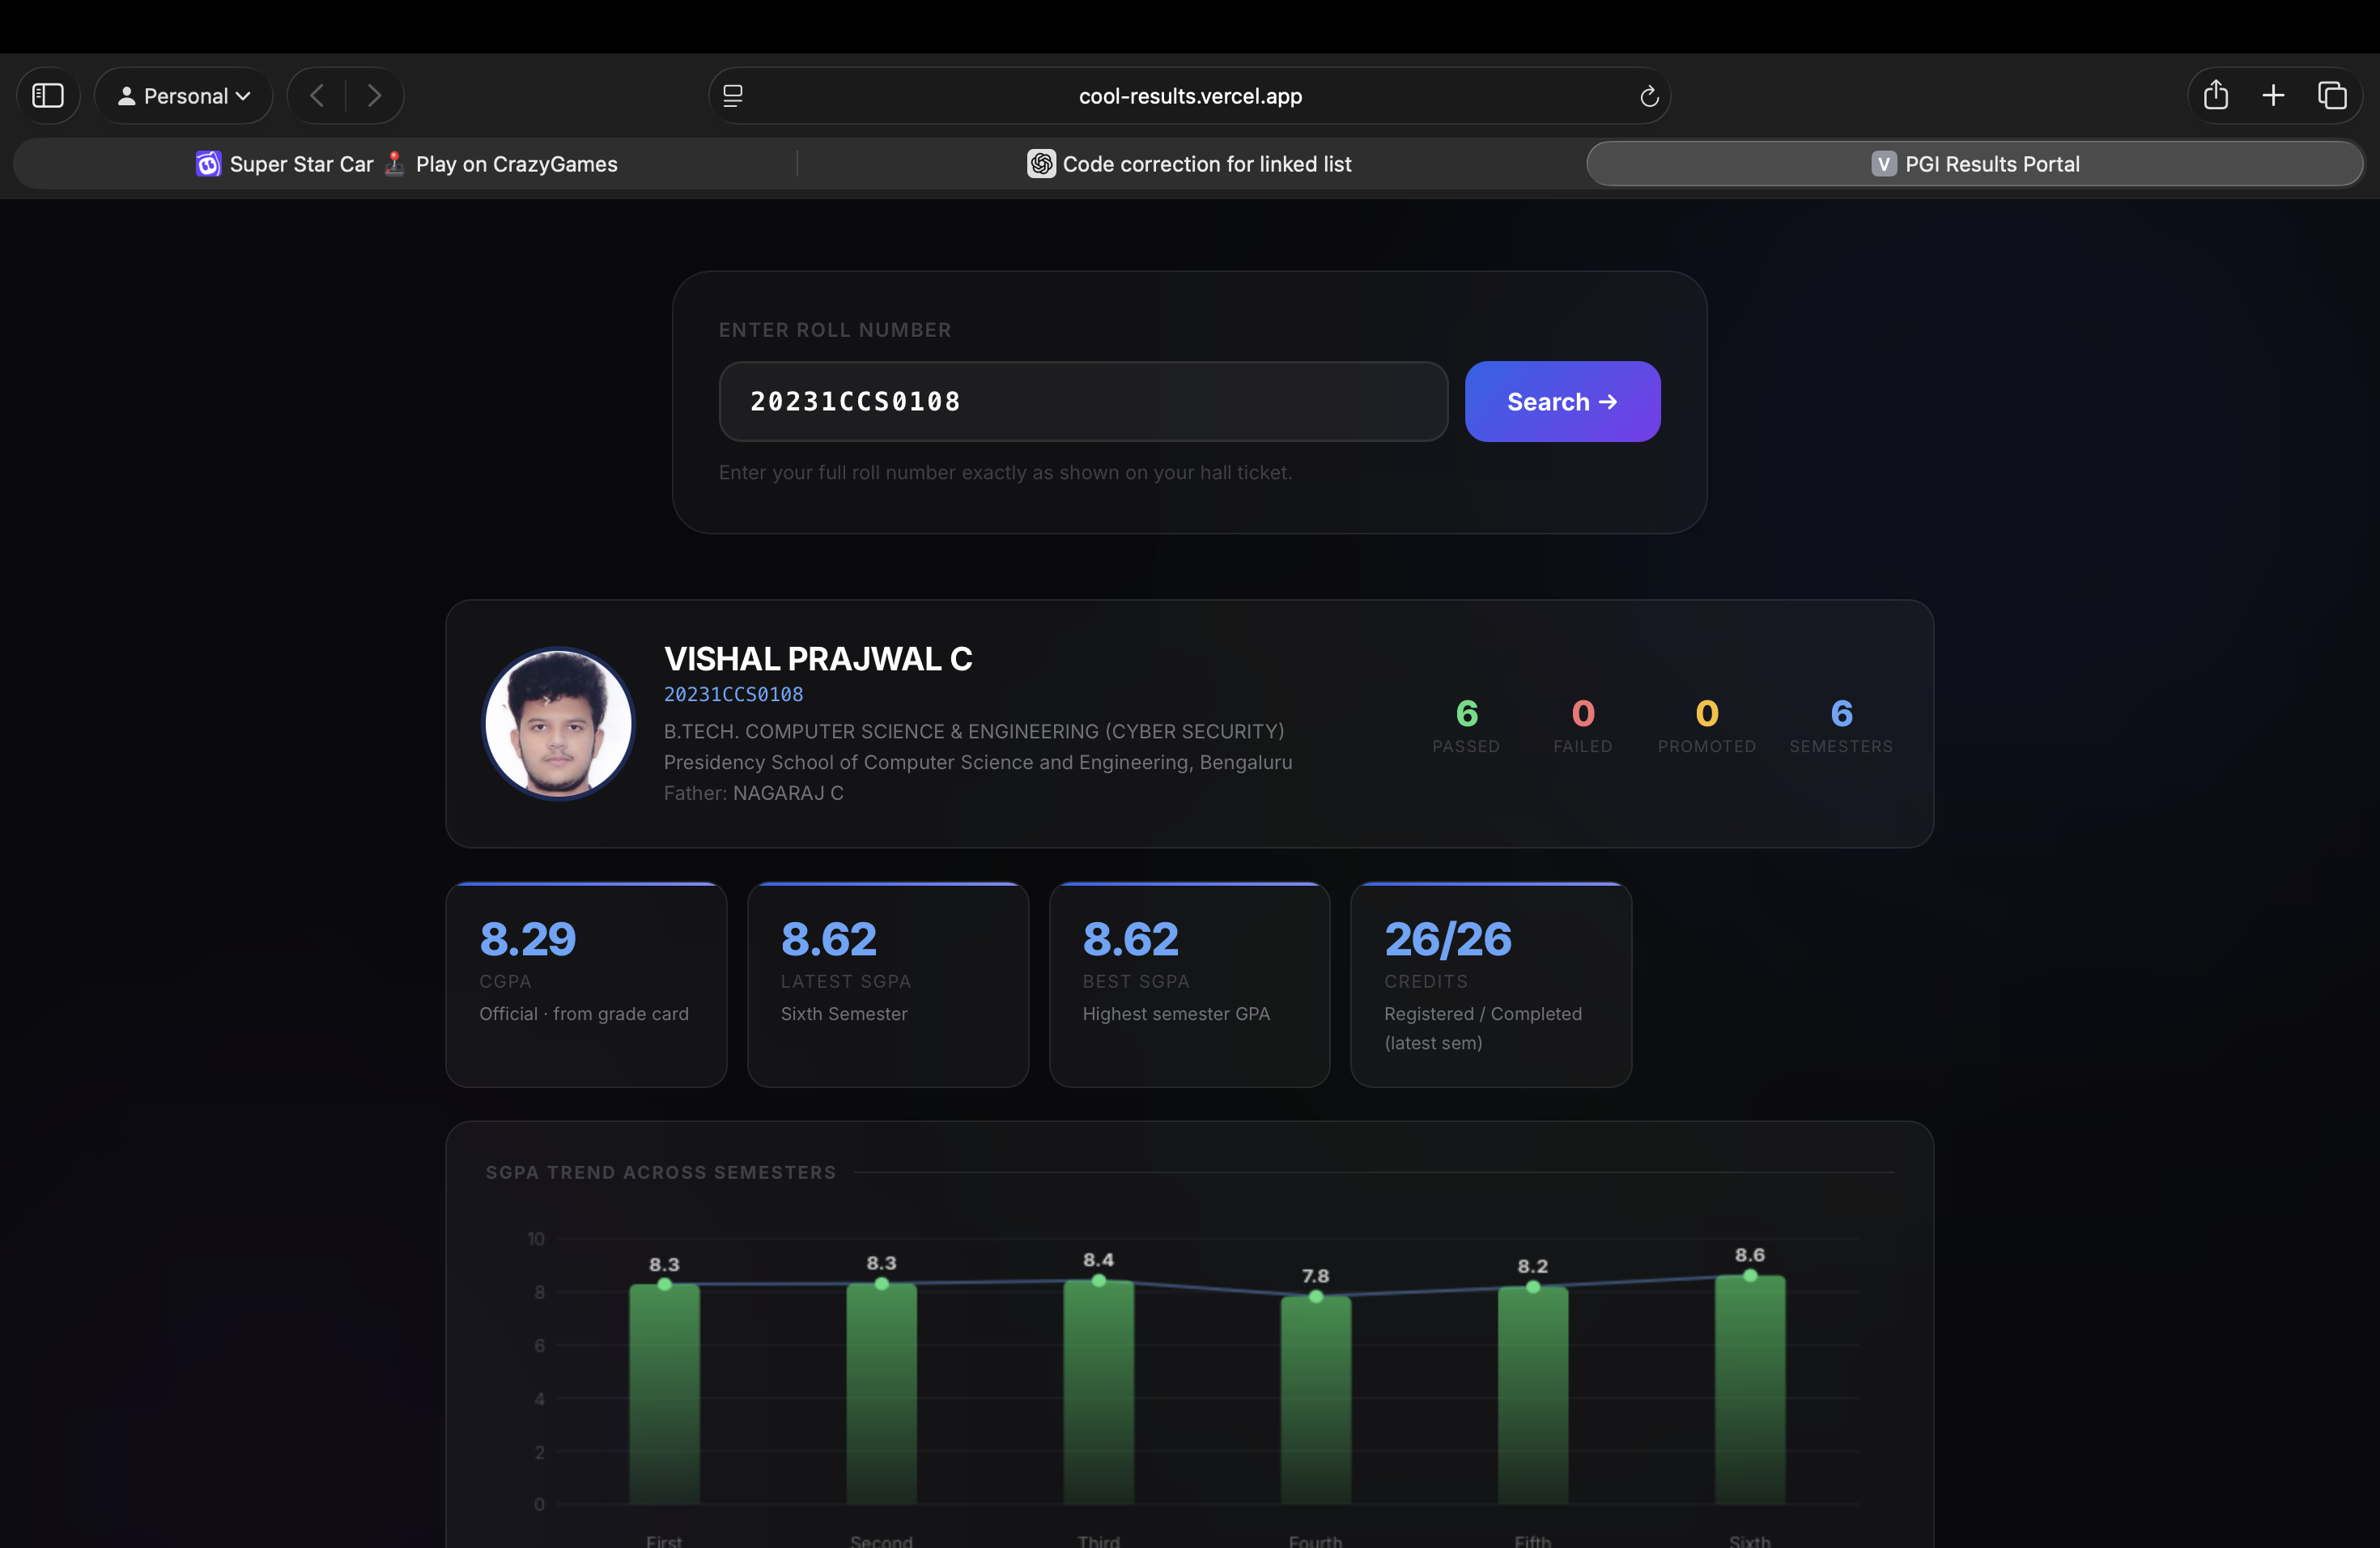 Personal
cool-results.vercel.app
Super Star Car 🕹️ Play on CrazyGames
Code correction for linked list
V PGI Results Portal
ENTER ROLL NUMBER
20231CCS0108
Search →
Enter your full roll number exactly as shown on your hall ticket.
VISHAL PRAJWAL C
20231CCS0108
B.TECH. COMPUTER SCIENCE & ENGINEERING (CYBER SECURITY)
Presidency School of Computer Science and Engineering, Bengaluru
Father: NAGARAJ C
6 0 0 6
PASSED FAILED PROMOTED SEMESTERS
8.29
CGPA
Official · from grade card
8.62
LATEST SGPA
Sixth Semester
8.62
BEST SGPA
Highest semester GPA
26/26
CREDITS
Registered / Completed
(latest sem)
SGPA TREND ACROSS SEMESTERS
10
8
6
4
2
0
8.3 8.3 8.4 7.8 8.2 8.6
First Second Third Fourth Fifth Sixth